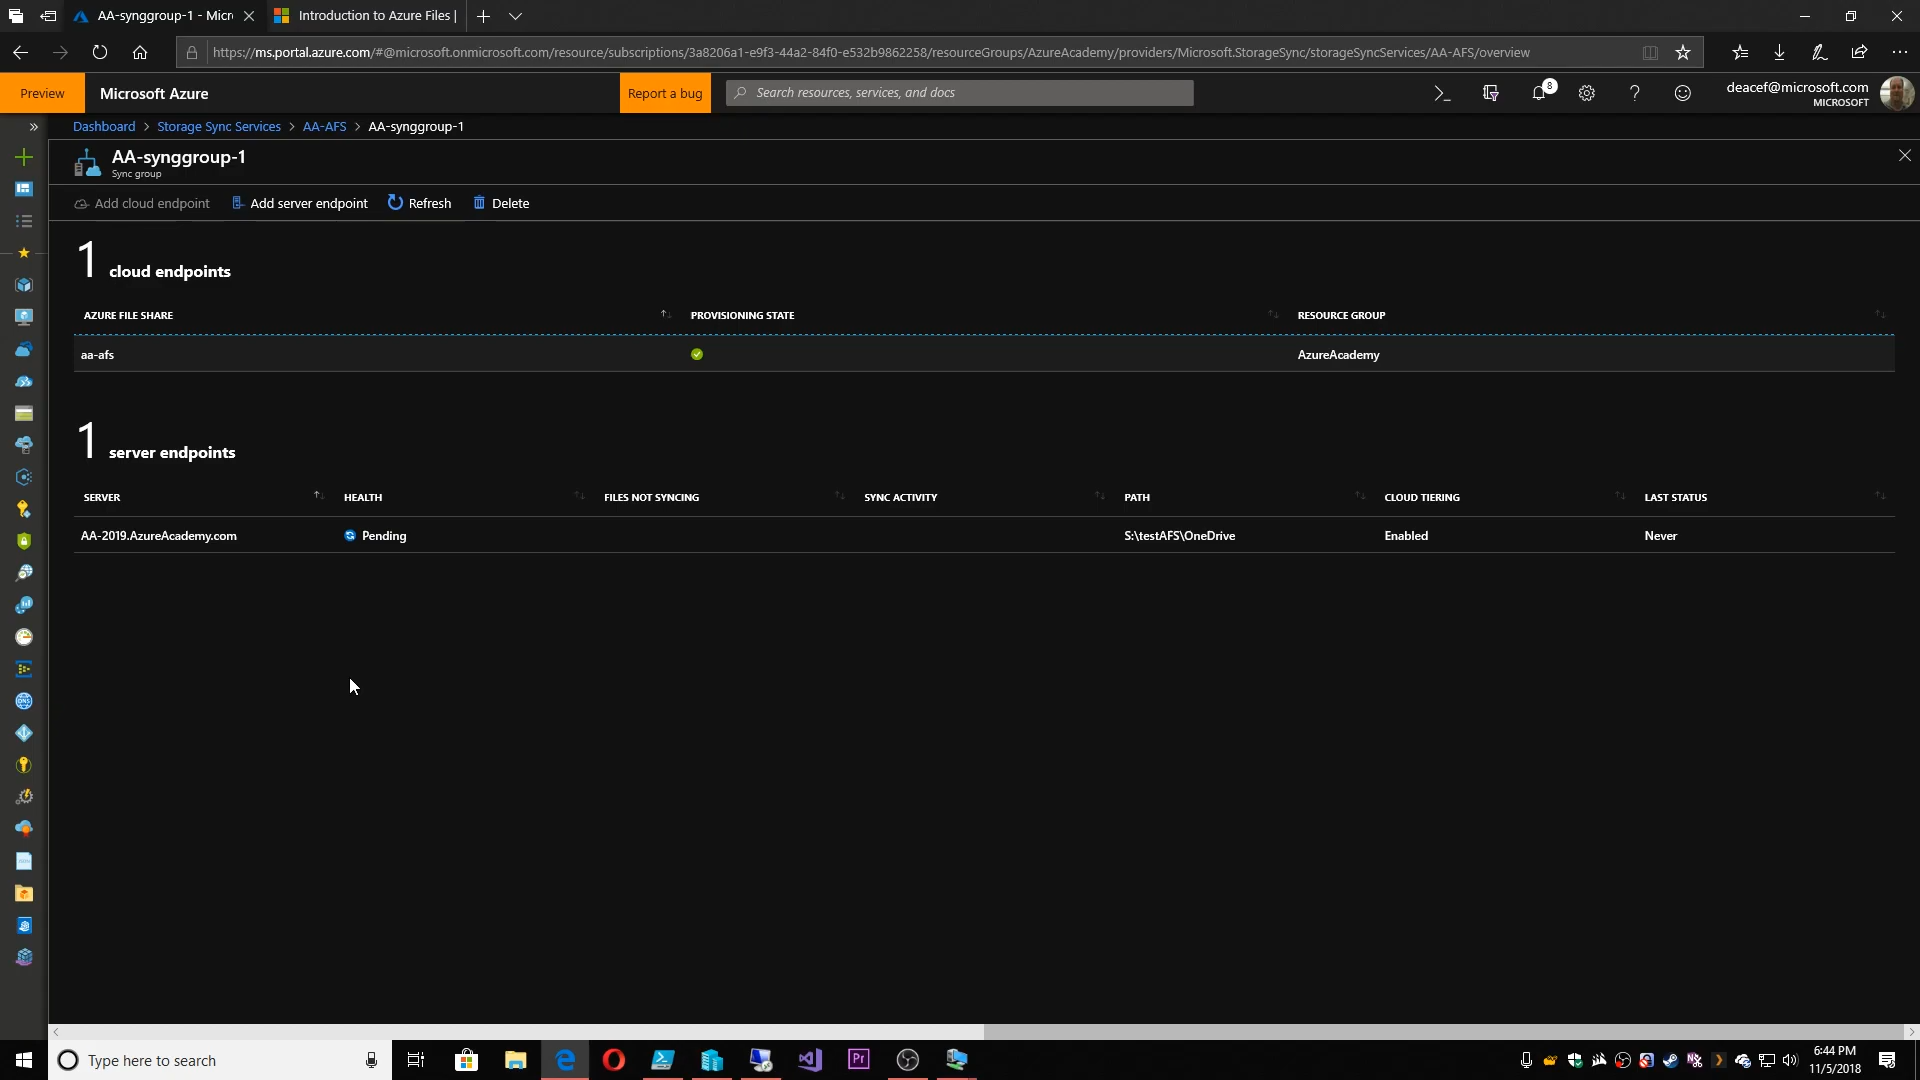 AA-synggroup-1 - Micr
Introduction to Azure Files |
https://ms.portal.azure.com/#@microsoft.onmicrosoft.com/resource/subscriptions/3a8206a1-e9f3-44a2-84f0-e532b9862258/resourceGroups/AzureAcademy/providers/Microsoft.StorageSync/storageSyncServices/AA-AFS/overview
Preview
Microsoft Azure
Report a bug
Search resources, services, and docs
8
deacef@microsoft.com
MICROSOFT
Dashboard > Storage Sync Services > AA-AFS > AA-synggroup-1
AA-synggroup-1
Sync group
Add cloud endpoint
Add server endpoint
Refresh
Delete
1 cloud endpoints
AZURE FILE SHARE
PROVISIONING STATE
RESOURCE GROUP
aa-afs
AzureAcademy
1 server endpoints
SERVER
HEALTH
FILES NOT SYNCING
SYNC ACTIVITY
PATH
CLOUD TIERING
LAST STATUS
AA-2019.AzureAcademy.com
Pending
S:\testAFS\OneDrive
Enabled
Never
Type here to search
Pr
6:44 PM
11/5/2018